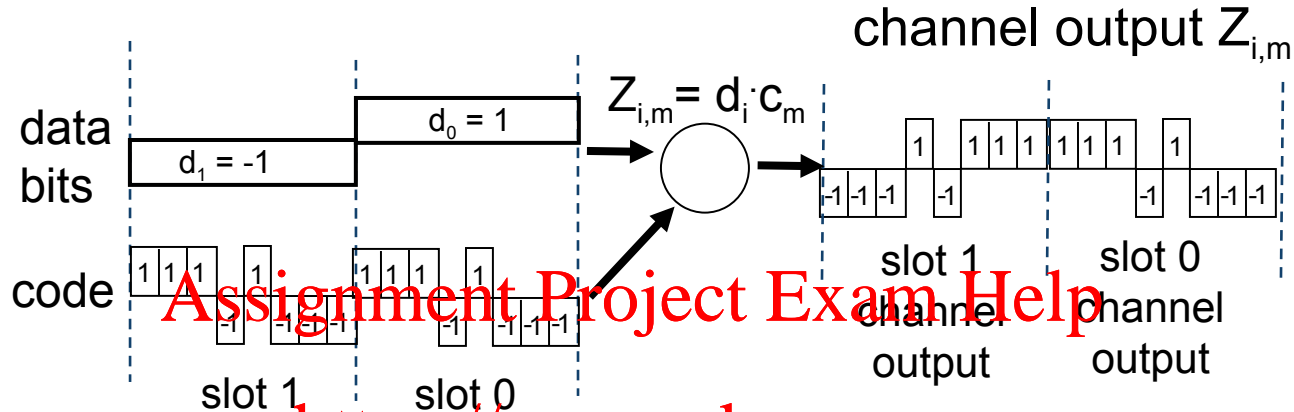 channel output Z_{i,m}
data bits
d_1 = -1
d_0 = 1
Z_{i,m} = d_i·c_m
code
1 1 1 -1 1 -1 -1 -1
1 1 1 -1 1 -1 -1 -1
slot 1
slot 0
-1 -1 -1 1 -1 1 1 1
1 1 1 -1 1 -1 -1 -1
slot 1 channel output
slot 0 channel output
Assignment Project Exam Help